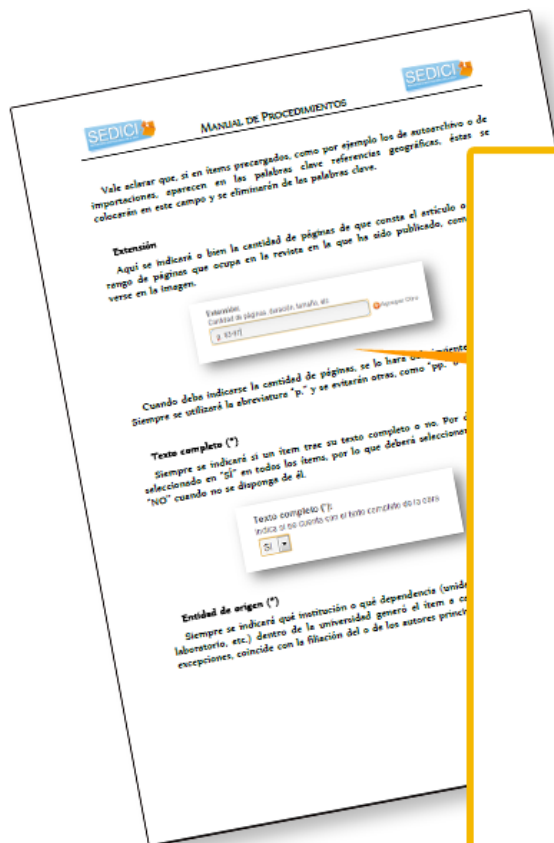 SEDICI
MANUAL DE PROCEDIMIENTOS
SEDICI
Vale aclarar que, si en ítems precargados, como por ejemplo los de autoarchivo o de
importaciones, aparecen en las palabras clave referencias geográficas, éstas se
colocarán en este campo y se eliminarán de las palabras clave.
Extensión
Aquí se indicará o bien la cantidad de páginas de que consta el artículo o
rango de páginas que ocupa en la revista en la que ha sido publicado, com
verse en la imagen.
Extensión:
Cantidad de páginas, duración, tamaño, etc
p. 93-97
Agregar Otro
Cuando deba indicarse la cantidad de páginas, se lo hará
Siempre se utilizará la abreviatura "p." y se evitarán otras, como "pp."
Texto completo (*)
Siempre se indicará si un ítem trae su texto completo o no. Por d
seleccionado en "SÍ" en todos los ítems, por lo que deberá seleccionar
"NO" cuando no se disponga de él.
Texto completo (*):
Indica si se cuenta con el texto completo de la obra
SI
Entidad de origen (*)
Siempre se indicará qué institución o qué dependencia (unida
laboratorio, etc.) dentro de la universidad generó el ítem a ca
excepciones, coincide con la filiación del o de los autores princi